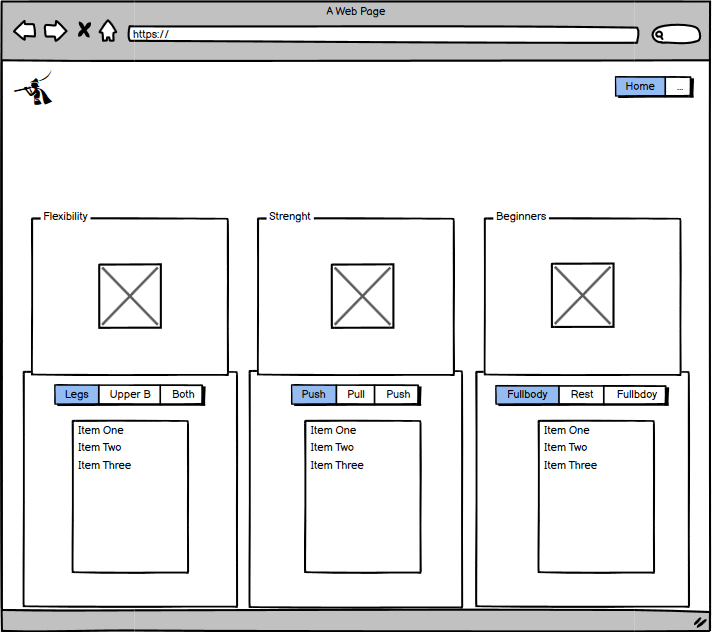 A Web Page
https://
Home ...
Flexibility Strenght Beginners
Legs Upper B Both Push Pull Push Fullbody Rest Fullbdoy
Item One Item One Item One
Item Two Item Two Item Two
Item Three Item Three Item Three